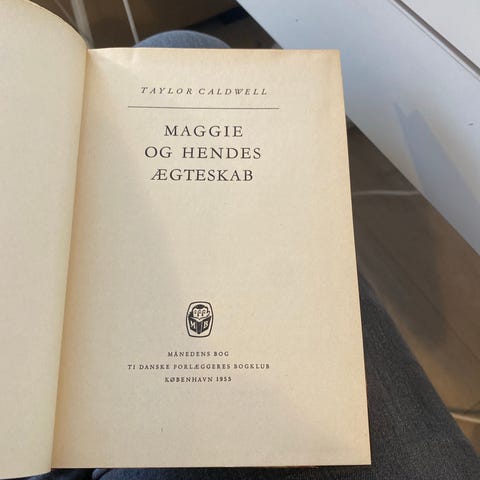 TAYLOR CALDWELL
MAGGIE
OG HENDES
ÆGTESKAB
M B
MÅNEDENS BOG
TI DANSKE FORLÆGGERES BOGKLUB
KØBENHAVN 1955